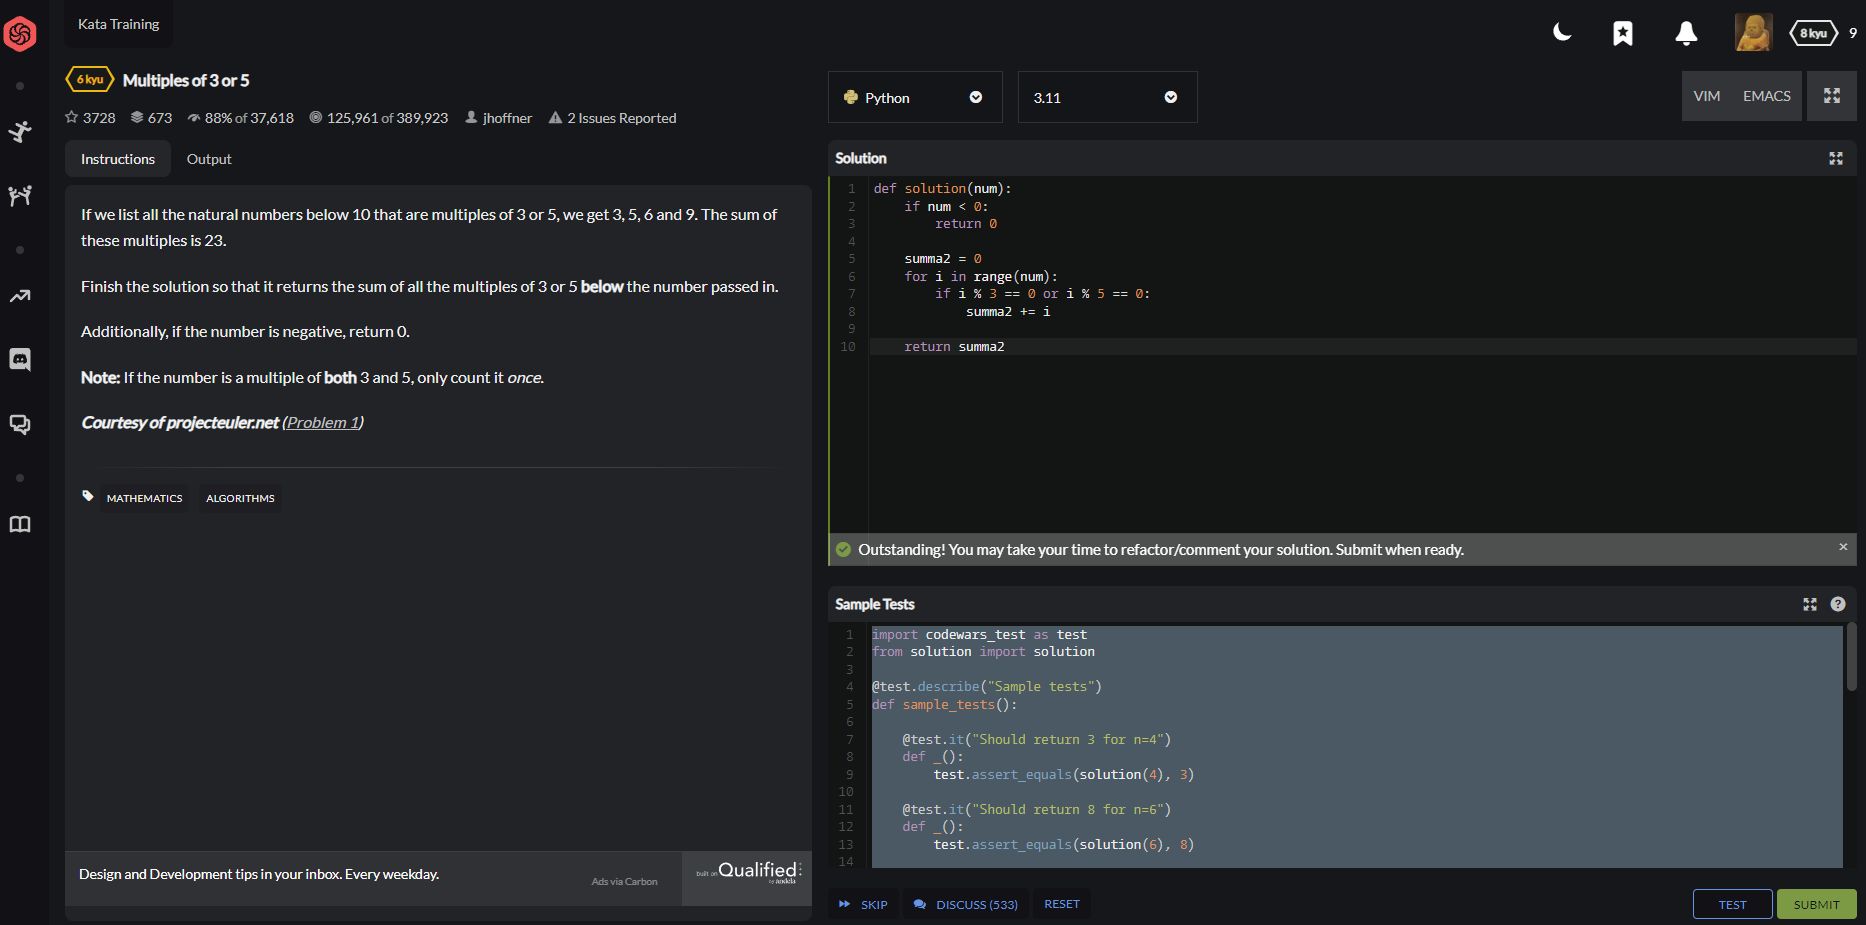 Kata Training
8 kyu 9
6 kyu Multiples of 3 or 5
3728 673 88% of 37,618 125,961 of 389,923 jhoffner 2 Issues Reported
Instructions Output
If we list all the natural numbers below 10 that are multiples of 3 or 5, we get 3, 5, 6 and 9. The sum of
these multiples is 23.
Finish the solution so that it returns the sum of all the multiples of 3 or 5 below the number passed in.
Additionally, if the number is negative, return 0.
Note: If the number is a multiple of both 3 and 5, only count it once.
Courtesy of projecteuler.net (Problem 1)
MATHEMATICS ALGORITHMS
Design and Development tips in your inbox. Every weekday.
Ads via Carbon
built on Qualified
by andela
Python 3.11 VIM EMACS
Solution
1 def solution(num):
2     if num < 0:
3         return 0
4
5     summa2 = 0
6     for i in range(num):
7         if i % 3 == 0 or i % 5 == 0:
8             summa2 += i
9
10     return summa2
Outstanding! You may take your time to refactor/comment your solution. Submit when ready. ×
Sample Tests ?
1 import codewars_test as test
2 from solution import solution
3
4 @test.describe("Sample tests")
5 def sample_tests():
6
7     @test.it("Should return 3 for n=4")
8     def _():
9         test.assert_equals(solution(4), 3)
10
11     @test.it("Should return 8 for n=6")
12     def _():
13         test.assert_equals(solution(6), 8)
14
SKIP DISCUSS (533) RESET TEST SUBMIT